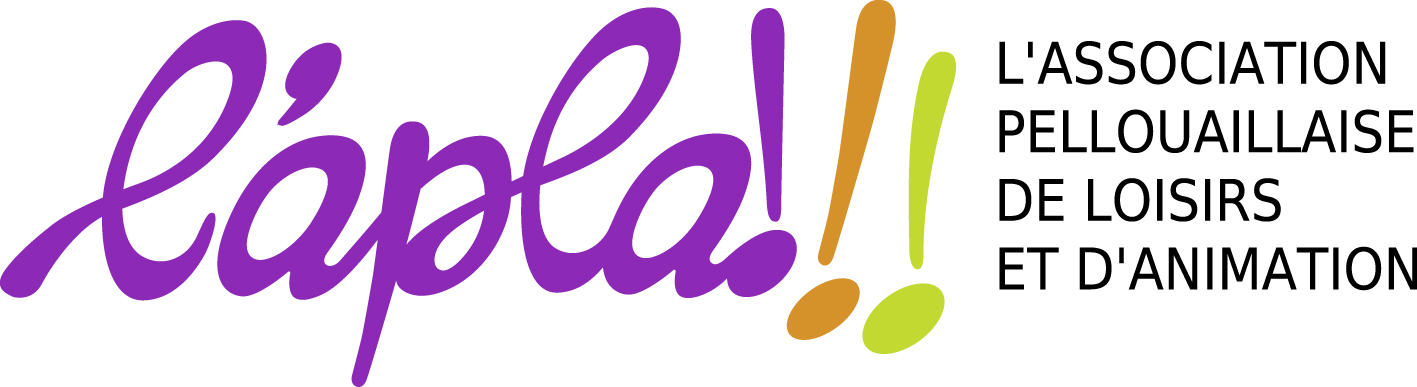 l'apla!!!
L'ASSOCIATION
PELLOUAILLAISE
DE LOISIRS
ET D'ANIMATION